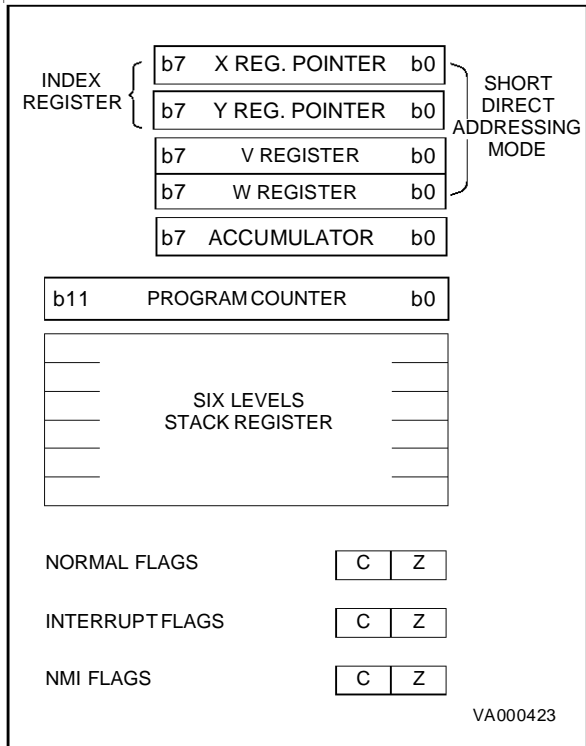 b7 X REG. POINTER b0
INDEX
REGISTER
b7 Y REG. POINTER b0
SHORT
DIRECT
ADDRESSING
MODE
b7 V REGISTER b0
b7 W REGISTER b0
b7 ACCUMULATOR b0
b11 PROGRAM COUNTER b0
SIX LEVELS
STACK REGISTER
NORMAL FLAGS C Z
INTERRUPT FLAGS C Z
NMI FLAGS C Z
VA000423